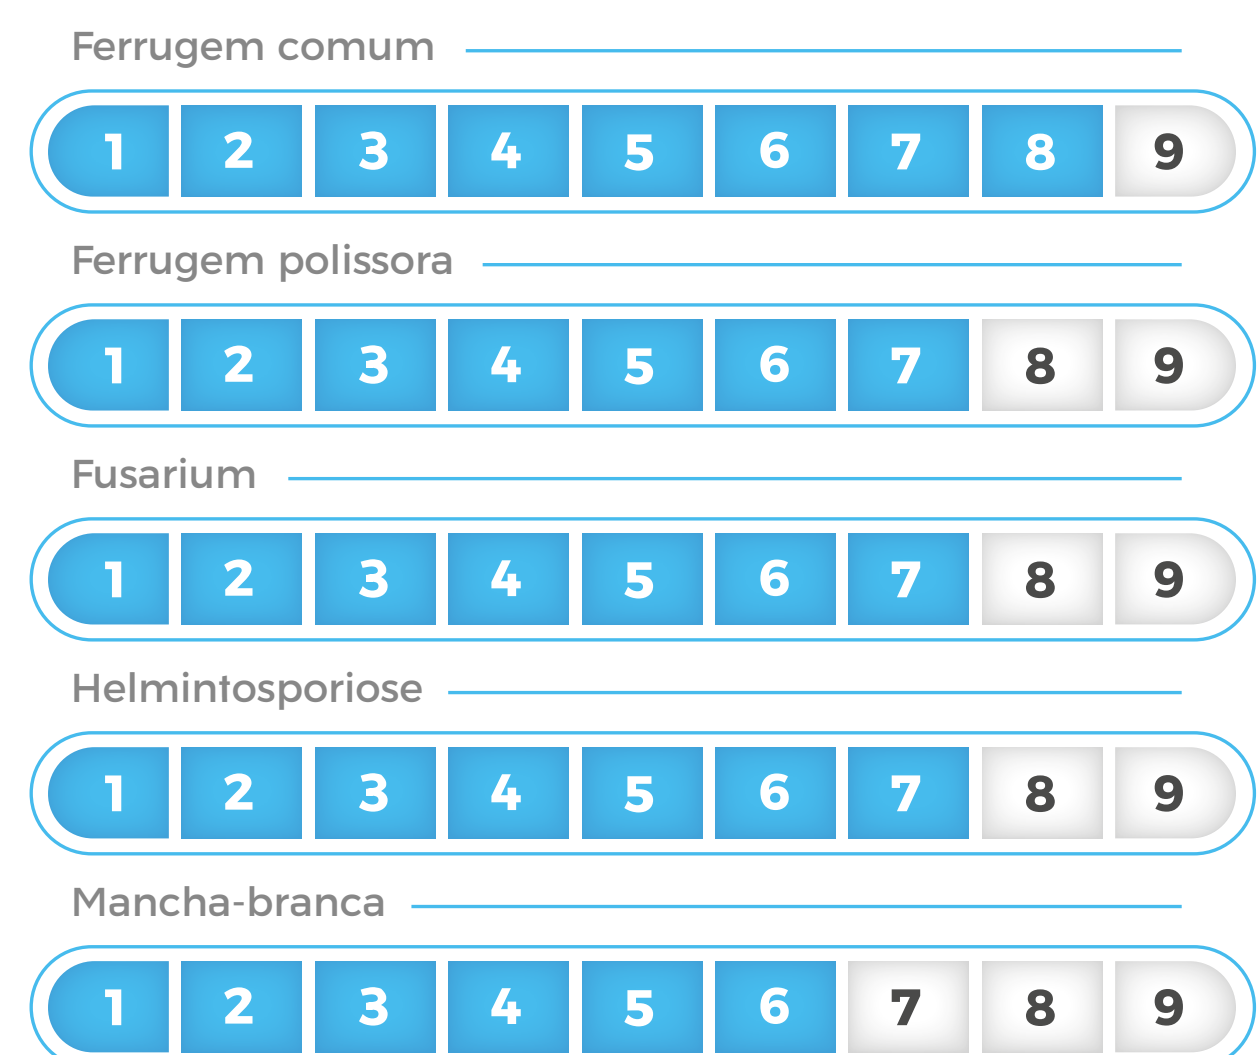 Ferrugem comum
1 2 3 4 5 6 7 8 9
Ferrugem polissora
1 2 3 4 5 6 7 8 9
Fusarium
1 2 3 4 5 6 7 8 9
Helmintosporiose
1 2 3 4 5 6 7 8 9
Mancha-branca
1 2 3 4 5 6 7 8 9